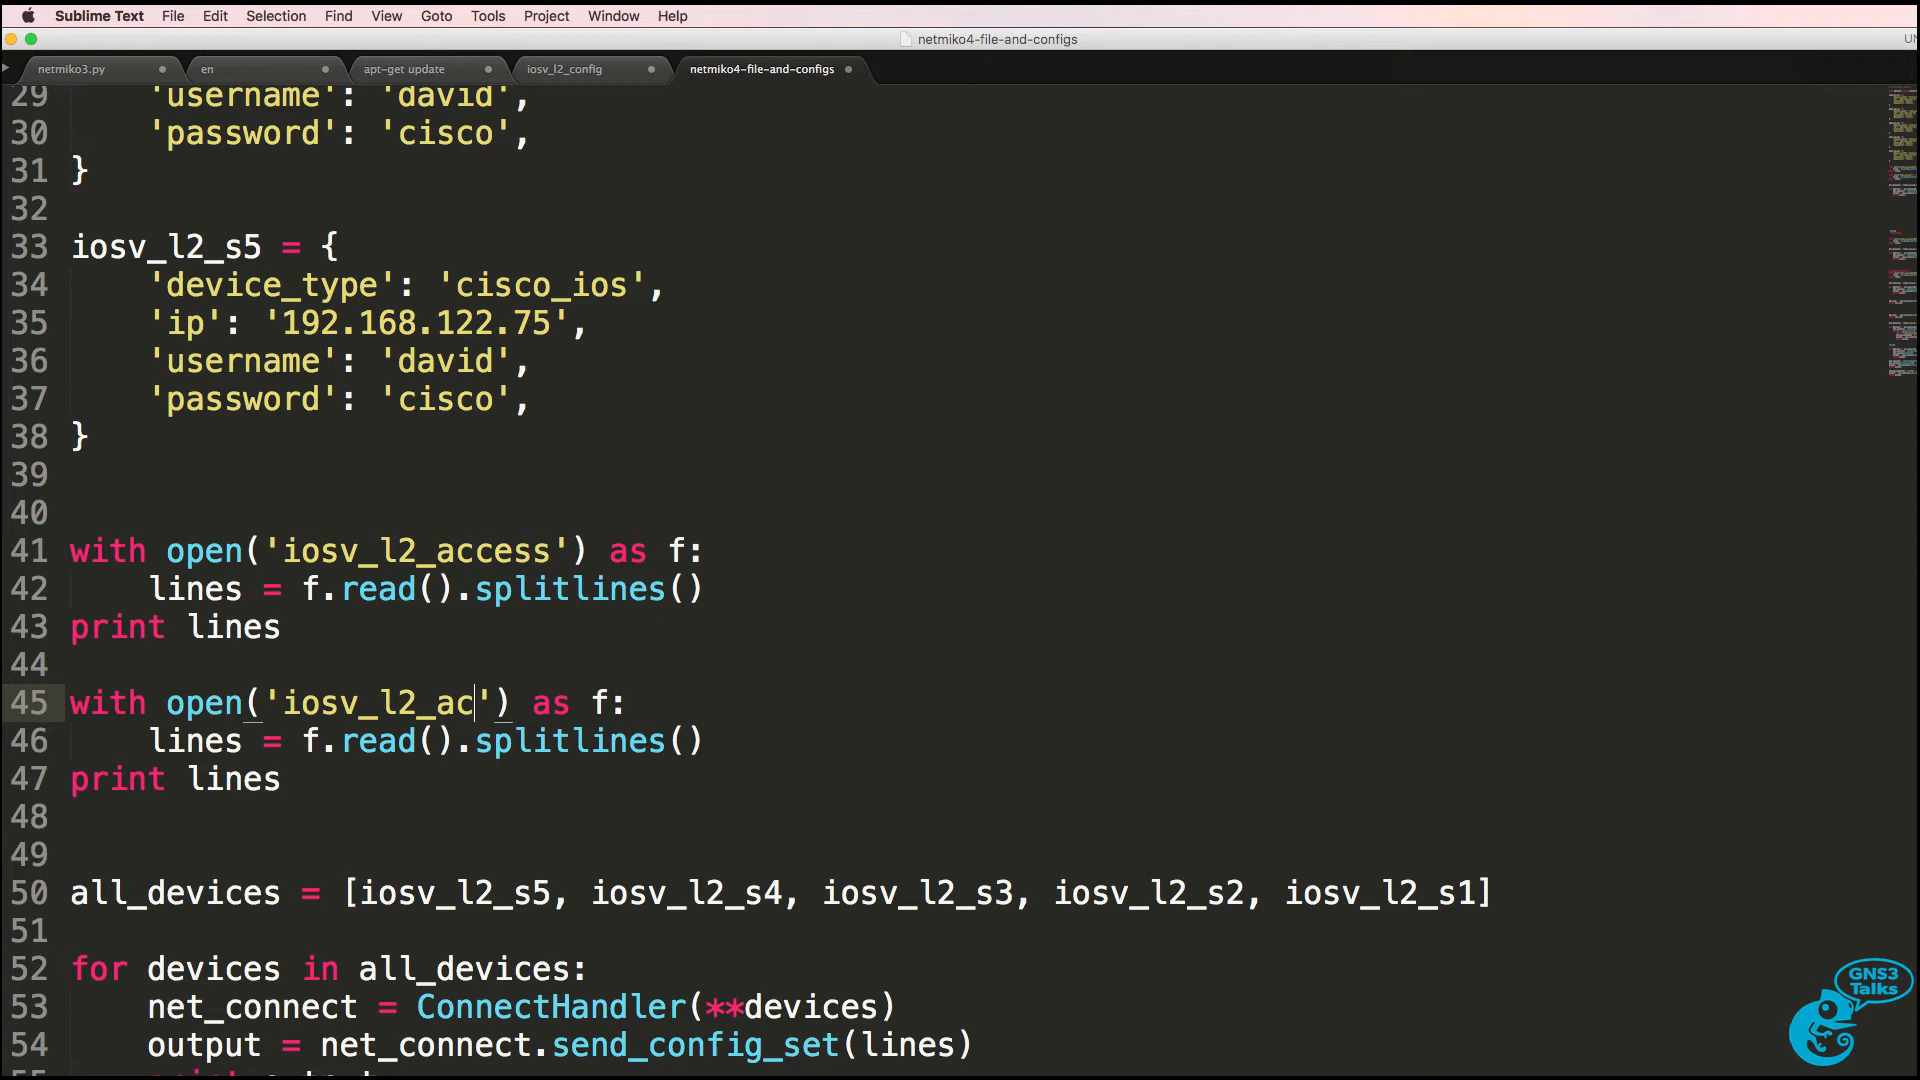 Sublime Text File Edit Selection Find View Goto Tools Project Window Help
netmiko4-file-and-configs
netmiko3.py en apt-get update iosv_l2_config netmiko4-file-and-configs
29 'username': 'david',
30 'password': 'cisco',
31 }
32
33 iosv_l2_s5 = {
34 'device_type': 'cisco_ios',
35 'ip': '192.168.122.75',
36 'username': 'david',
37 'password': 'cisco',
38 }
39
40
41 with open('iosv_l2_access') as f:
42 lines = f.read().splitlines()
43 print lines
44
45 with open('iosv_l2_ac') as f:
46 lines = f.read().splitlines()
47 print lines
48
49
50 all_devices = [iosv_l2_s5, iosv_l2_s4, iosv_l2_s3, iosv_l2_s2, iosv_l2_s1]
51
52 for devices in all_devices:
53 net_connect = ConnectHandler(**devices)
54 output = net_connect.send_config_set(lines)
GNS3
Talks